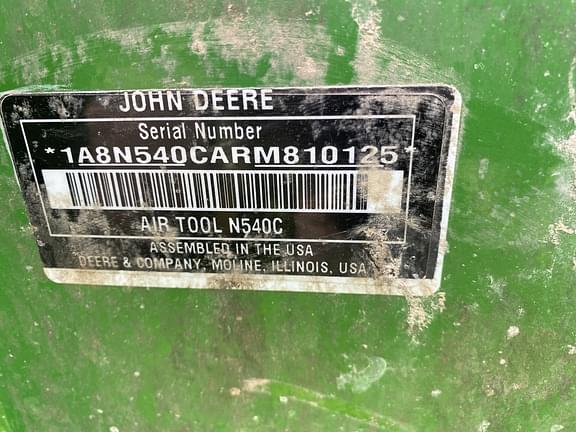 JOHN DEERE
Serial Number
*1A8N540CARM810125*
AIR TOOL N540C
ASSEMBLED IN THE USA
DEERE & COMPANY, MOLINE, ILLINOIS, USA